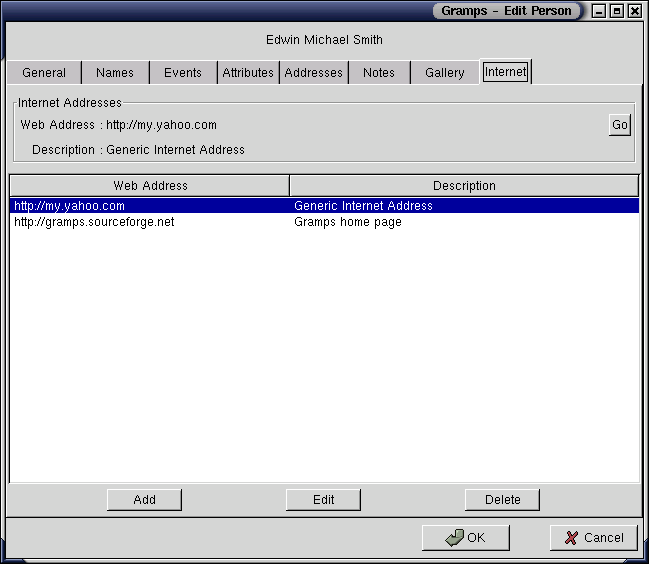 Gramps - Edit Person
Edwin Michael Smith
General Names Events Attributes Addresses Notes Gallery Internet
Internet Addresses
Web Address : http://my.yahoo.com Go
Description : Generic Internet Address
Web Address Description
http://my.yahoo.com Generic Internet Address
http://gramps.sourceforge.net Gramps home page
Add Edit Delete
OK Cancel